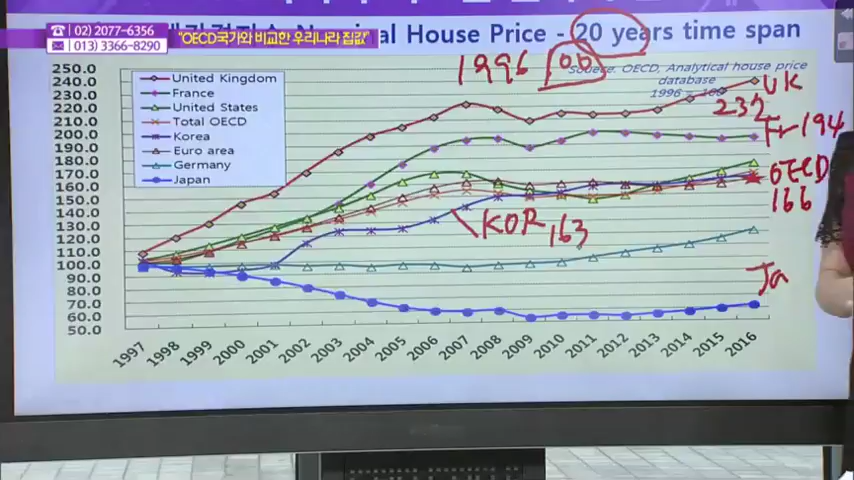 ☎ 02) 2077-6356
✉ 013) 3366-8290
"OECD국가와 비교한 우리나라 집값"
al House Price - 20 years time span
Source: OECD, Analytical house price
database
1996 = 100
1996 100
250.0
240.0
230.0
220.0
210.0
200.0
190.0
180.0
170.0
160.0
150.0
140.0
130.0
120.0
110.0
100.0
90.0
80.0
70.0
60.0
50.0
United Kingdom
France
United States
Total OECD
Korea
Euro area
Germany
Japan
UK
237
Fr 194
OECD
166
KOR 163
Ja
1997 1998 1999 2000 2001 2002 2003 2004 2005 2006 2007 2008 2009 2010 2011 2012 2013 2014 2015 2016